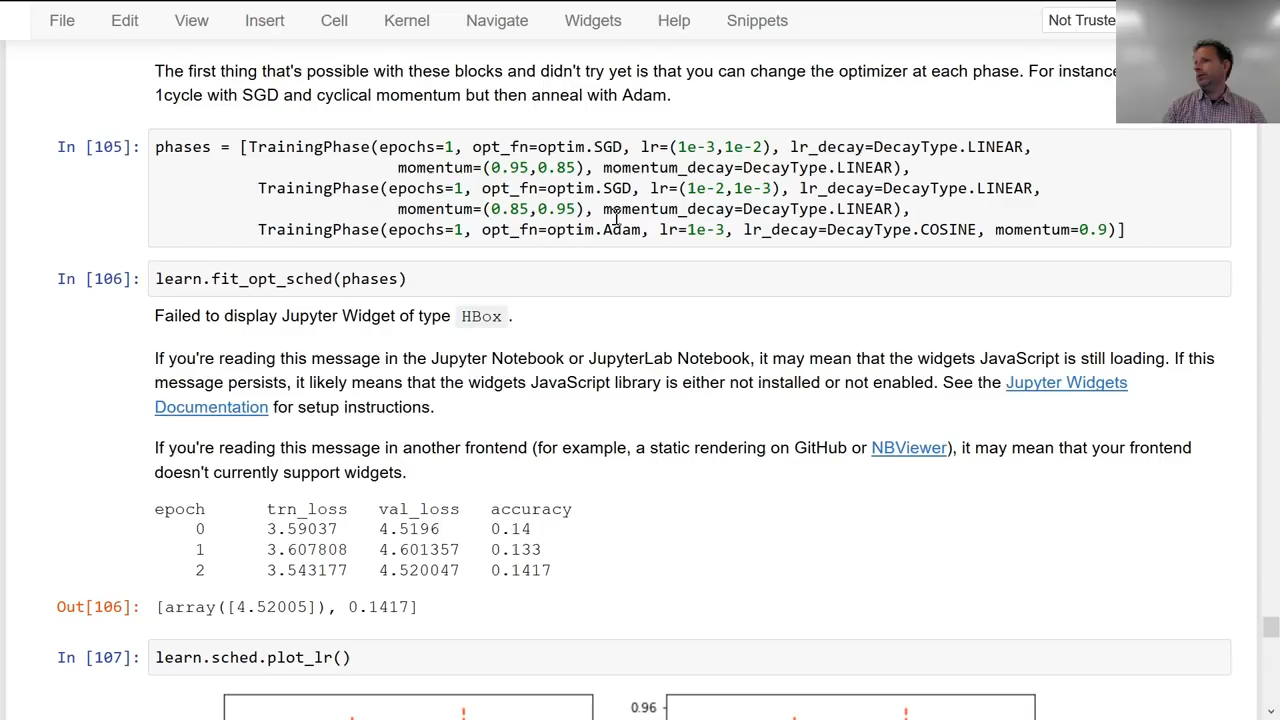 File Edit View Insert Cell Kernel Navigate Widgets Help Snippets Not Truste
The first thing that's possible with these blocks and didn't try yet is that you can change the optimizer at each phase. For instance
1cycle with SGD and cyclical momentum but then anneal with Adam.
In [105]: phases = [TrainingPhase(epochs=1, opt_fn=optim.SGD, lr=(1e-3,1e-2), lr_decay=DecayType.LINEAR,
momentum=(0.95,0.85), momentum_decay=DecayType.LINEAR),
TrainingPhase(epochs=1, opt_fn=optim.SGD, lr=(1e-2,1e-3), lr_decay=DecayType.LINEAR,
momentum=(0.85,0.95), momentum_decay=DecayType.LINEAR),
TrainingPhase(epochs=1, opt_fn=optim.Adam, lr=1e-3, lr_decay=DecayType.COSINE, momentum=0.9)]
In [106]: learn.fit_opt_sched(phases)
Failed to display Jupyter Widget of type HBox.
If you're reading this message in the Jupyter Notebook or JupyterLab Notebook, it may mean that the widgets JavaScript is still loading. If this
message persists, it likely means that the widgets JavaScript library is either not installed or not enabled. See the Jupyter Widgets
Documentation for setup instructions.
If you're reading this message in another frontend (for example, a static rendering on GitHub or NBViewer), it may mean that your frontend
doesn't currently support widgets.
epoch trn_loss val_loss accuracy
0 3.59037 4.5196 0.14
1 3.607808 4.601357 0.133
2 3.543177 4.520047 0.1417
Out[106]: [array([4.52005]), 0.1417]
In [107]: learn.sched.plot_lr()
0.96